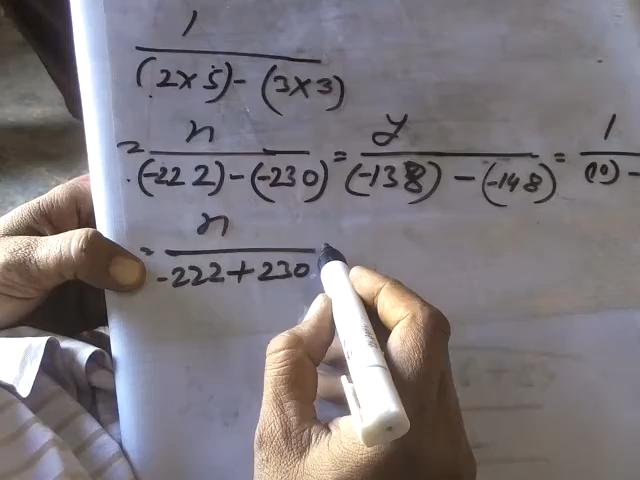 1 / (2×5) - (3×3)
= n / (-222) - (-230) = y / (-138) - (-148) = 1 / (10) -
= n / -222 + 230